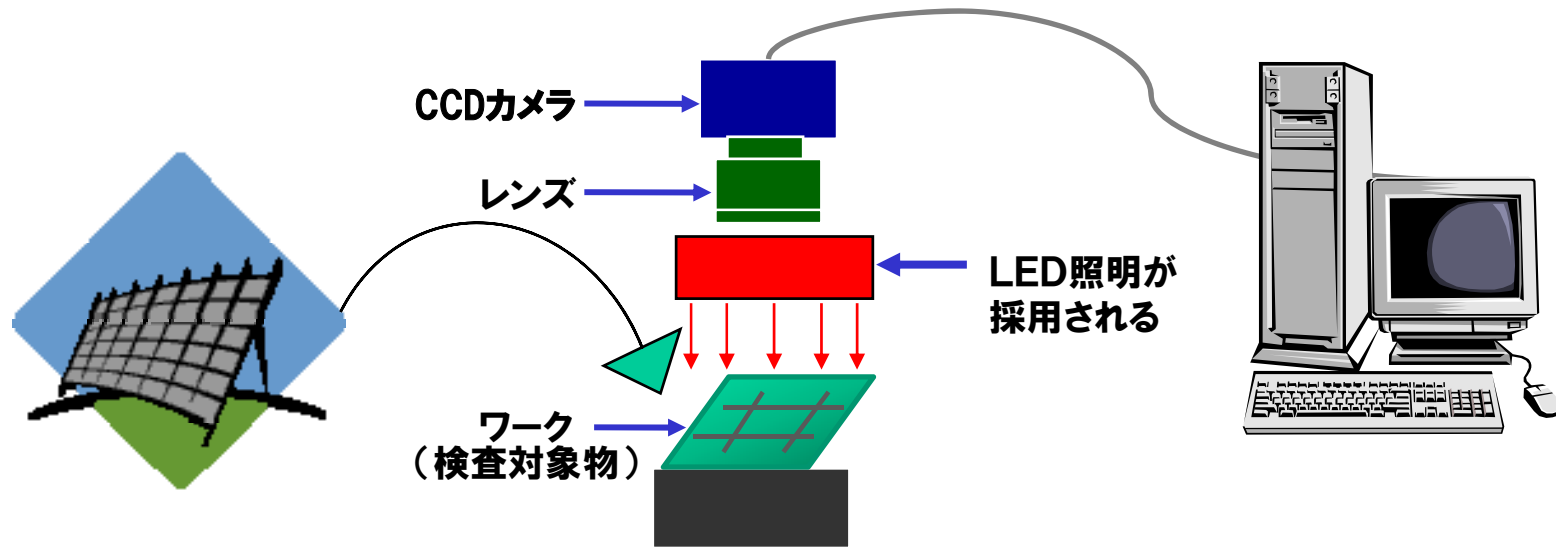 CCDカメラ
レンズ
LED照明が
採用される
ワーク
（検査対象物）